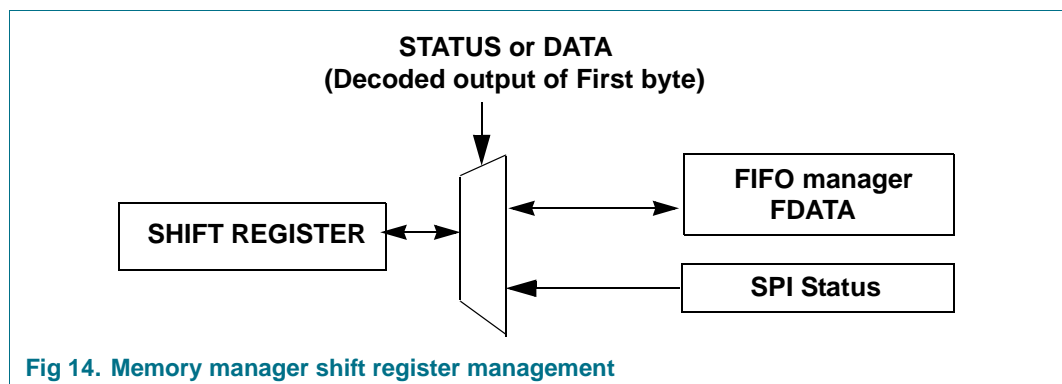 STATUS or DATA
(Decoded output of First byte)
FIFO manager
FDATA
SHIFT REGISTER
SPI Status
Fig 14. Memory manager shift register management